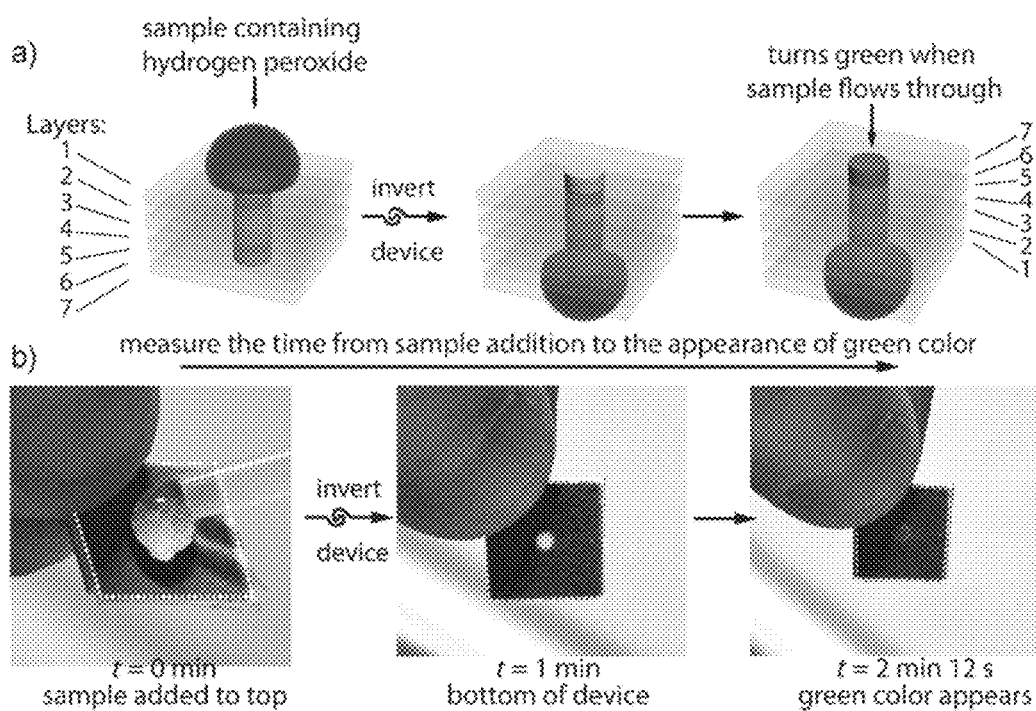 a)
sample containing
hydrogen peroxide
Layers:
1
2
3
4
5
6
7
invert
device
turns green when
sample flows through
7
6
5
4
3
2
1
measure the time from sample addition to the appearance of green color
b)
invert
device
t = 0 min
sample added to top
t = 1 min
bottom of device
t = 2 min 12 s
green color appears